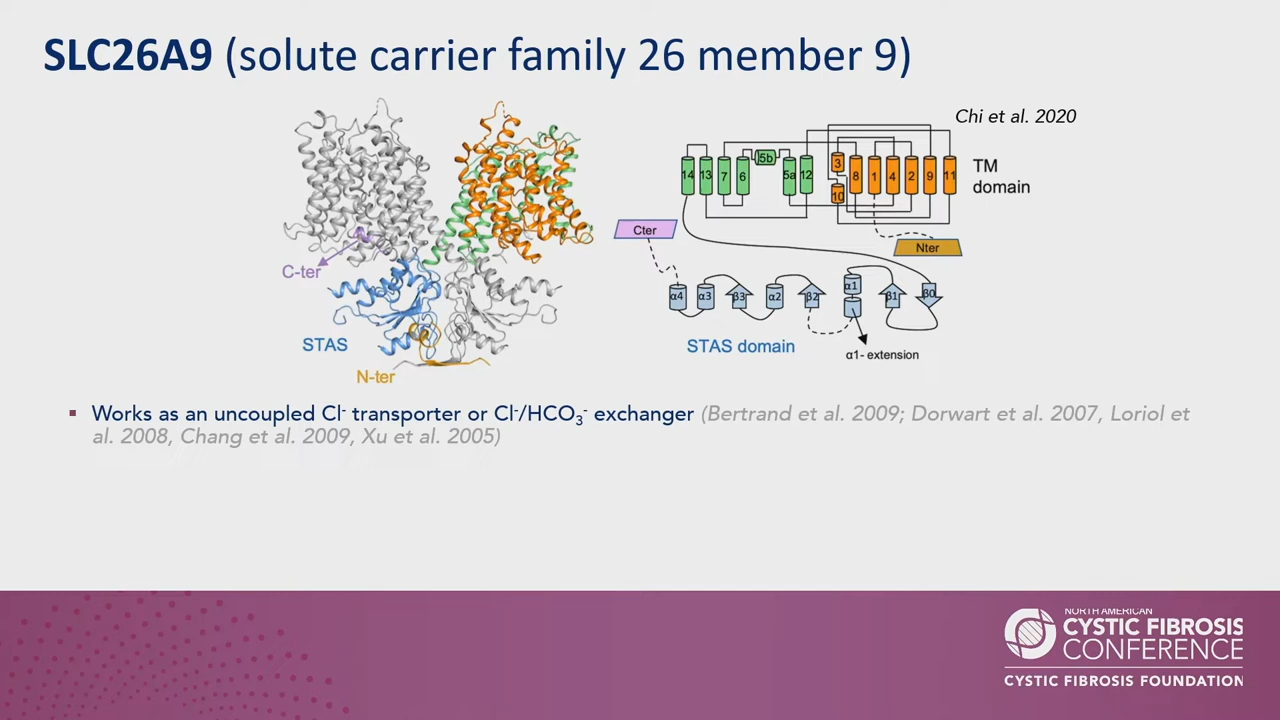 SLC26A9 (solute carrier family 26 member 9)
Chi et al. 2020
C-ter
STAS
N-ter
14 13 7 6 5b 5a 12 3 10 8 1 4 2 9 11
TM
domain
Cter
Nter
α4 α3 β3 α2 β2 α1 β1 β0
STAS domain
α1- extension
Works as an uncoupled Cl- transporter or Cl-/HCO3- exchanger (Bertrand et al. 2009; Dorwart et al. 2007, Loriol et
al. 2008, Chang et al. 2009, Xu et al. 2005)
NORTH AMERICAN
CYSTIC FIBROSIS
CONFERENCE
CYSTIC FIBROSIS FOUNDATION